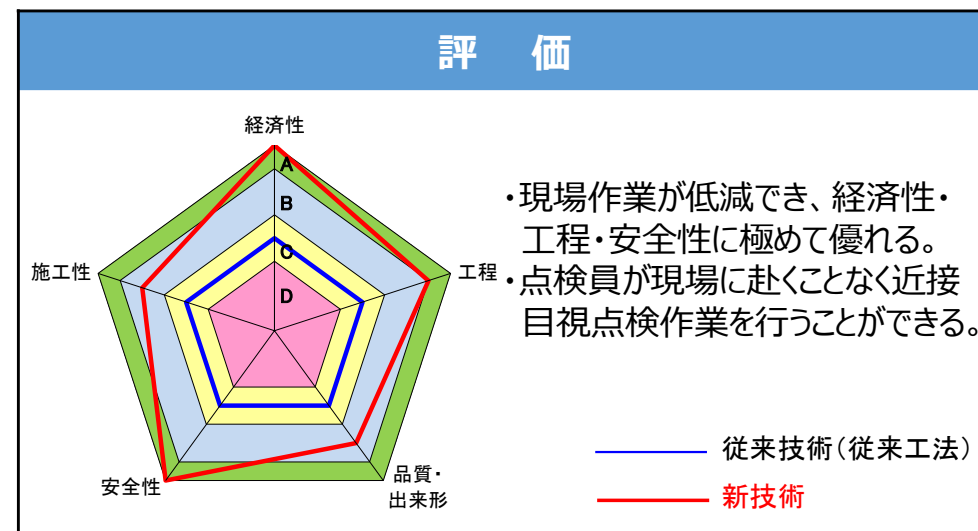 評 価
経済性
A
B
C
D
施工性
工程
安全性
品質・
出来形
・現場作業が低減でき、経済性・
工程・安全性に極めて優れる。
・点検員が現場に赴くことなく近接
目視点検作業を行うことができる。
従来技術(従来工法)
新技術